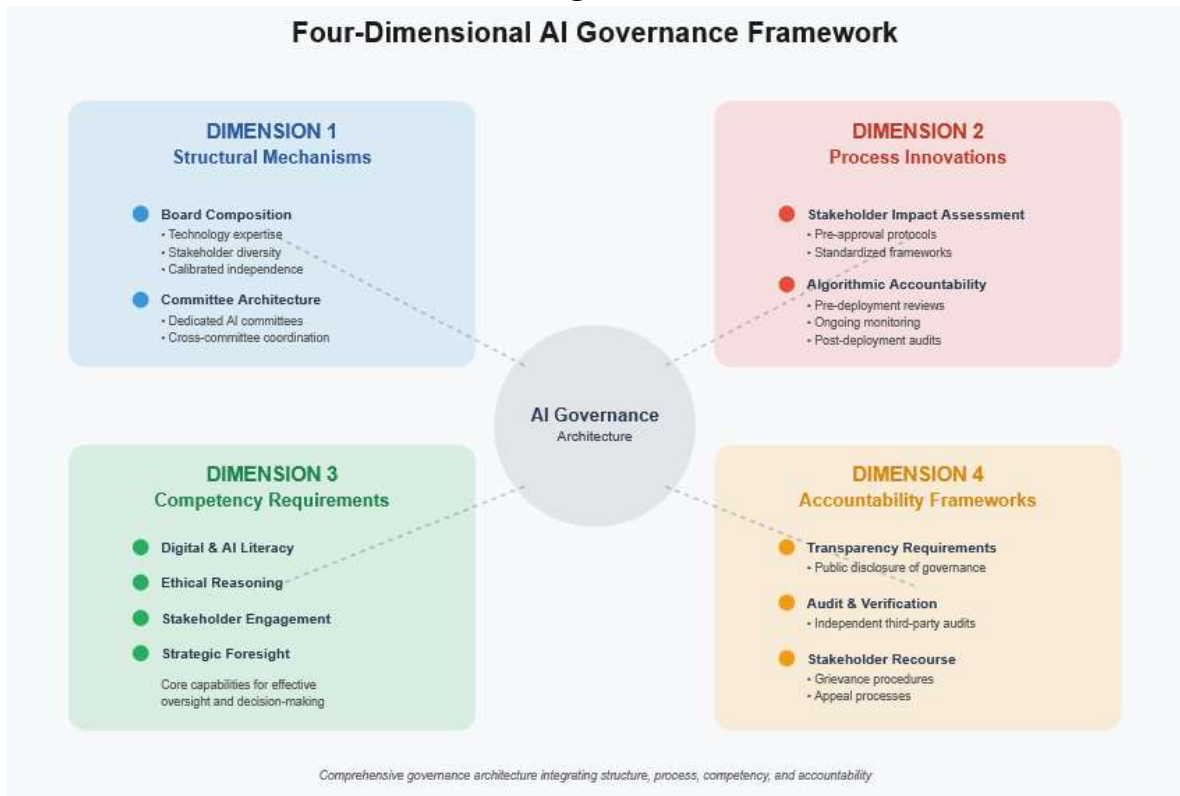 Four-Dimensional AI Governance Framework
DIMENSION 1
Structural Mechanisms
Board Composition
• Technology expertise
• Stakeholder diversity
• Calibrated independence
Committee Architecture
• Dedicated AI committees
• Cross-committee coordination
DIMENSION 2
Process Innovations
Stakeholder Impact Assessment
• Pre-approval protocols
• Standardized frameworks
Algorithmic Accountability
• Pre-deployment reviews
• Ongoing monitoring
• Post-deployment audits
AI Governance
Architecture
DIMENSION 3
Competency Requirements
Digital & AI Literacy
Ethical Reasoning
Stakeholder Engagement
Strategic Foresight
Core capabilities for effective
oversight and decision-making
DIMENSION 4
Accountability Frameworks
Transparency Requirements
• Public disclosure of governance
Audit & Verification
• Independent third-party audits
Stakeholder Recourse
• Grievance procedures
• Appeal processes
Comprehensive governance architecture integrating structure, process, competency, and accountability